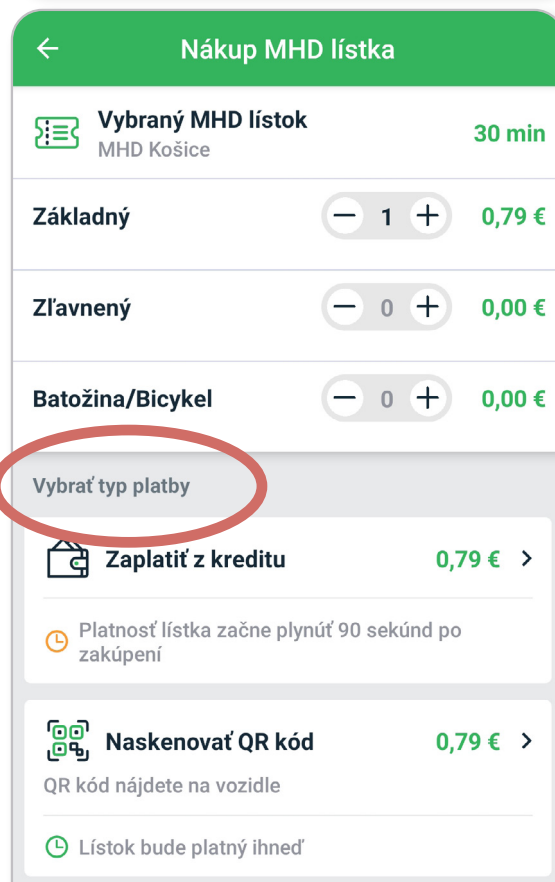 Nákup MHD lístka
Vybraný MHD lístok
MHD Košice
30 min
Základný
1
0,79 €
Zľavnený
0
0,00 €
Batožina/Bicykel
0
0,00 €
Vybrať typ platby
Zaplatiť z kreditu
0,79 €
Platnosť lístka začne plynúť 90 sekúnd po
zakúpení
Naskenovať QR kód
0,79 €
QR kód nájdete na vozidle
Lístok bude platný ihneď